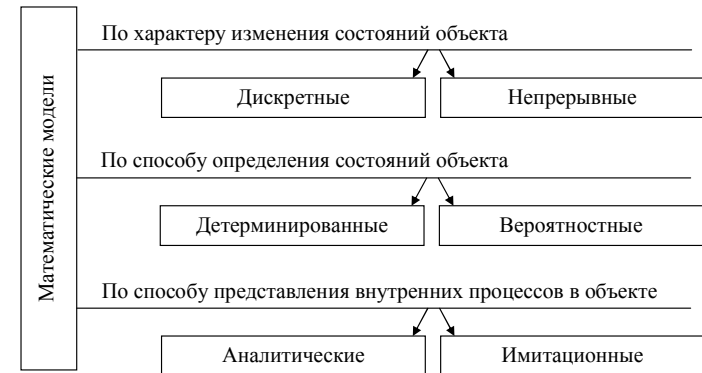 Математические модели
По характеру изменения состояний объекта
Дискретные
Непрерывные
По способу определения состояний объекта
Детерминированные
Вероятностные
По способу представления внутренних процессов в объекте
Аналитические
Имитационные